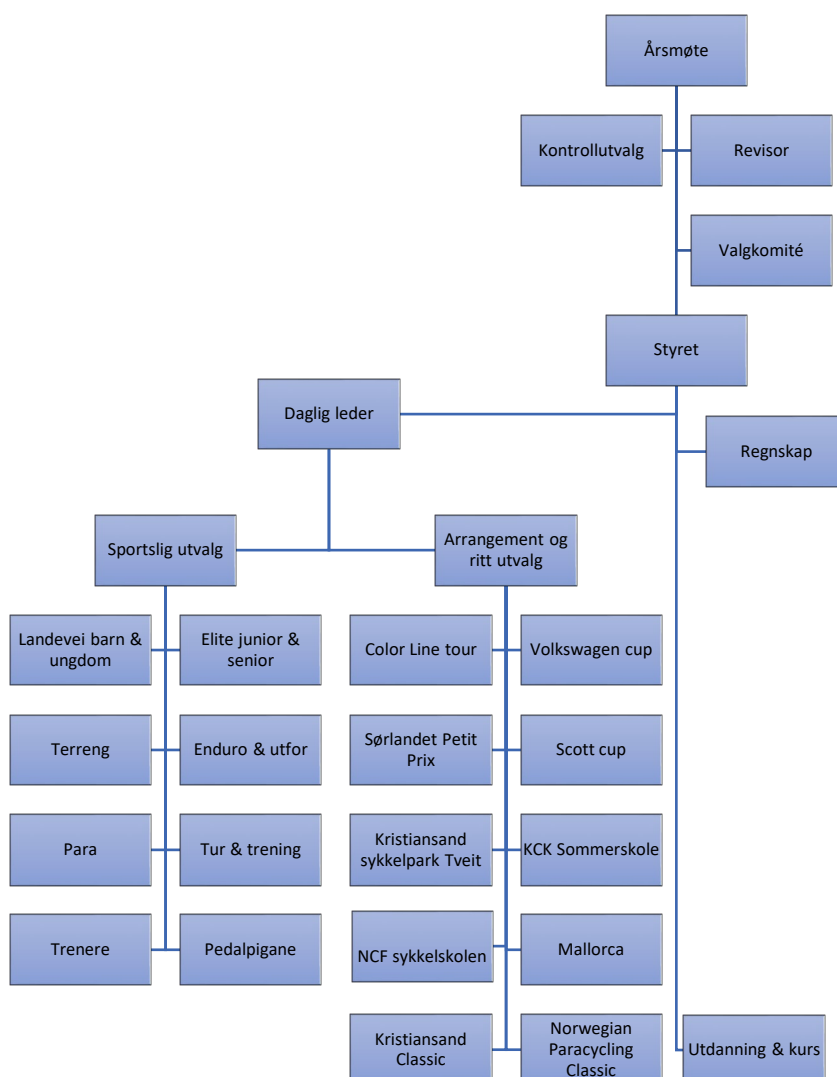 Årsmøte
Kontrollutvalg
Revisor
Valgkomité
Styret
Daglig leder
Regnskap
Sportslig utvalg
Arrangement og
ritt utvalg
Landevei barn &
ungdom
Elite junior &
senior
Color Line tour
Volkswagen cup
Terreng
Enduro & utfor
Sørlandet Petit
Prix
Scott cup
Para
Tur & trening
Kristiansand
sykkelpark Tveit
KCK Sommerskole
Trenere
Pedalpigane
NCF sykkelskolen
Mallorca
Kristiansand
Classic
Norwegian
Paracycling
Classic
Utdanning & kurs